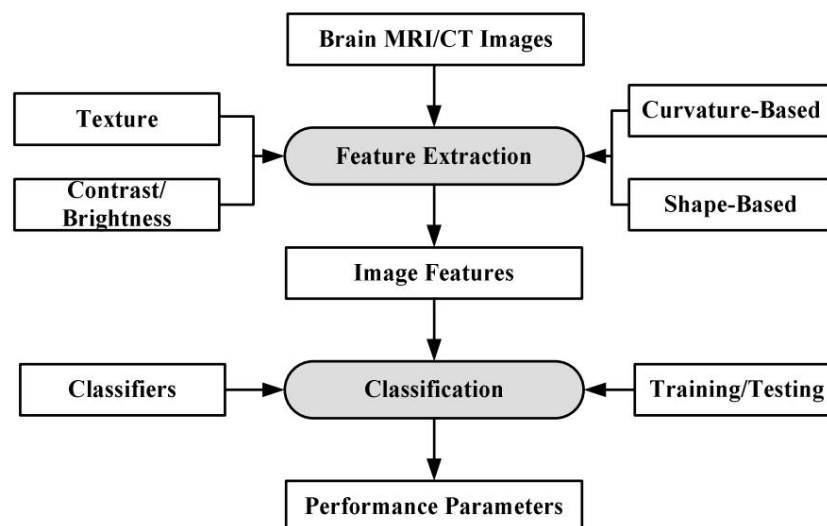 Brain MRI/CT Images
Texture
Curvature-Based
Feature Extraction
Contrast/
Brightness
Shape-Based
Image Features
Classifiers
Classification
Training/Testing
Performance Parameters